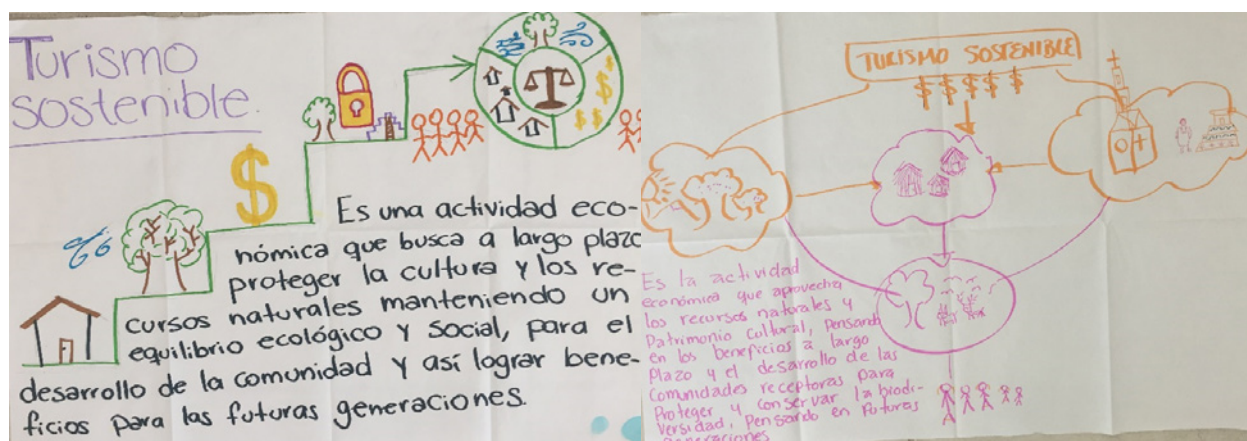 Turismo
sostenible.
Es una actividad eco-
nómica que busca a largo plazo
proteger la cultura y los re-
cursos naturales manteniendo un
equilibrio ecológico y social, para el
desarrollo de la comunidad y así lograr bene-
ficios para las futuras generaciones.
TURISMO SOSTENIBLE
$ $ $ $ $
Es la actividad
económica que aprovecha
los recursos naturales y
Patrimonio Cultural, pensando
en los beneficios a largo
Plazo y el desarrollo de las
Comunidades receptoras para
Proteger y conservar la biodi-
versidad, pensando en futuras
generaciones